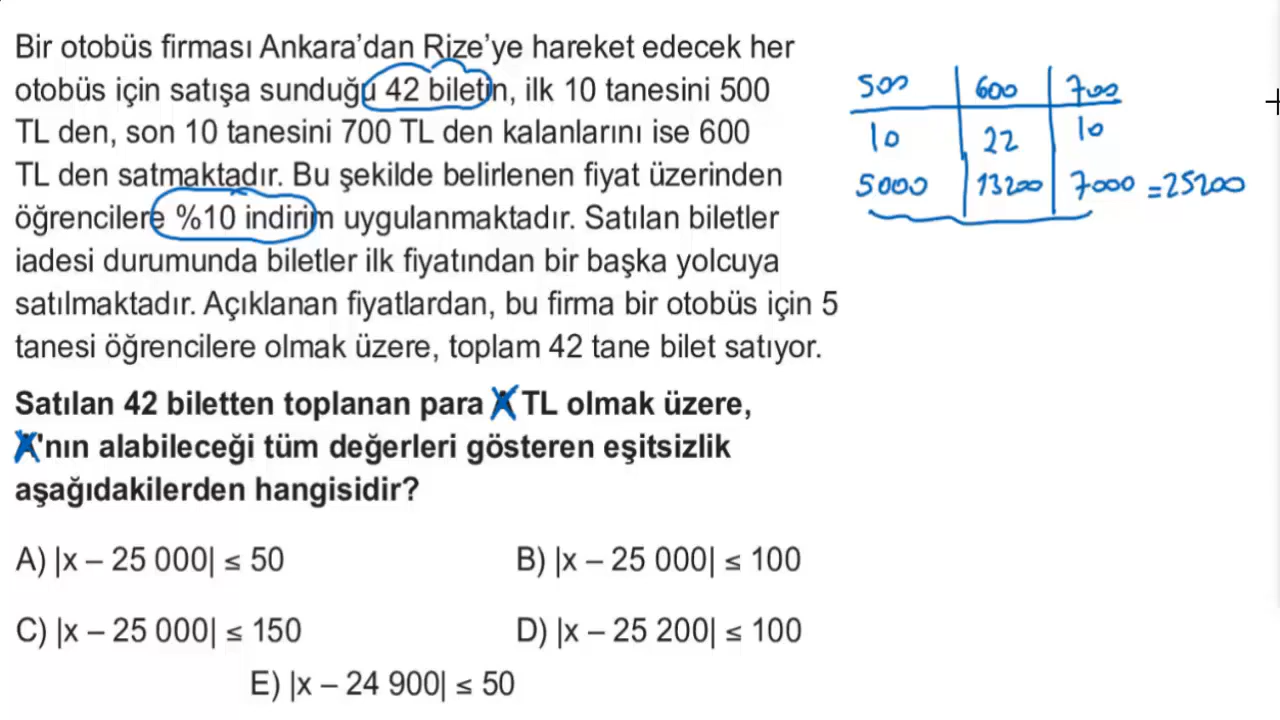 Bir otobüs firması Ankara’dan Rize’ye hareket edecek her
otobüs için satışa sunduğu 42 biletin, ilk 10 tanesini 500
TL den, son 10 tanesini 700 TL den kalanlarını ise 600
TL den satmaktadır. Bu şekilde belirlenen fiyat üzerinden
öğrencilere %10 indirim uygulanmaktadır. Satılan biletler
iadesi durumunda biletler ilk fiyatından bir başka yolcuya
satılmaktadır. Açıklanan fiyatlardan, bu firma bir otobüs için 5
tanesi öğrencilere olmak üzere, toplam 42 tane bilet satıyor.
Satılan 42 biletten toplanan para X TL olmak üzere,
X'nın alabileceği tüm değerleri gösteren eşitsizlik
aşağıdakilerden hangisidir?
A) |x – 25 000| ≤ 50
B) |x – 25 000| ≤ 100
C) |x – 25 000| ≤ 150
D) |x – 25 200| ≤ 100
E) |x – 24 900| ≤ 50
500 600 700
10 22 10
5000 13200 7000 = 25200